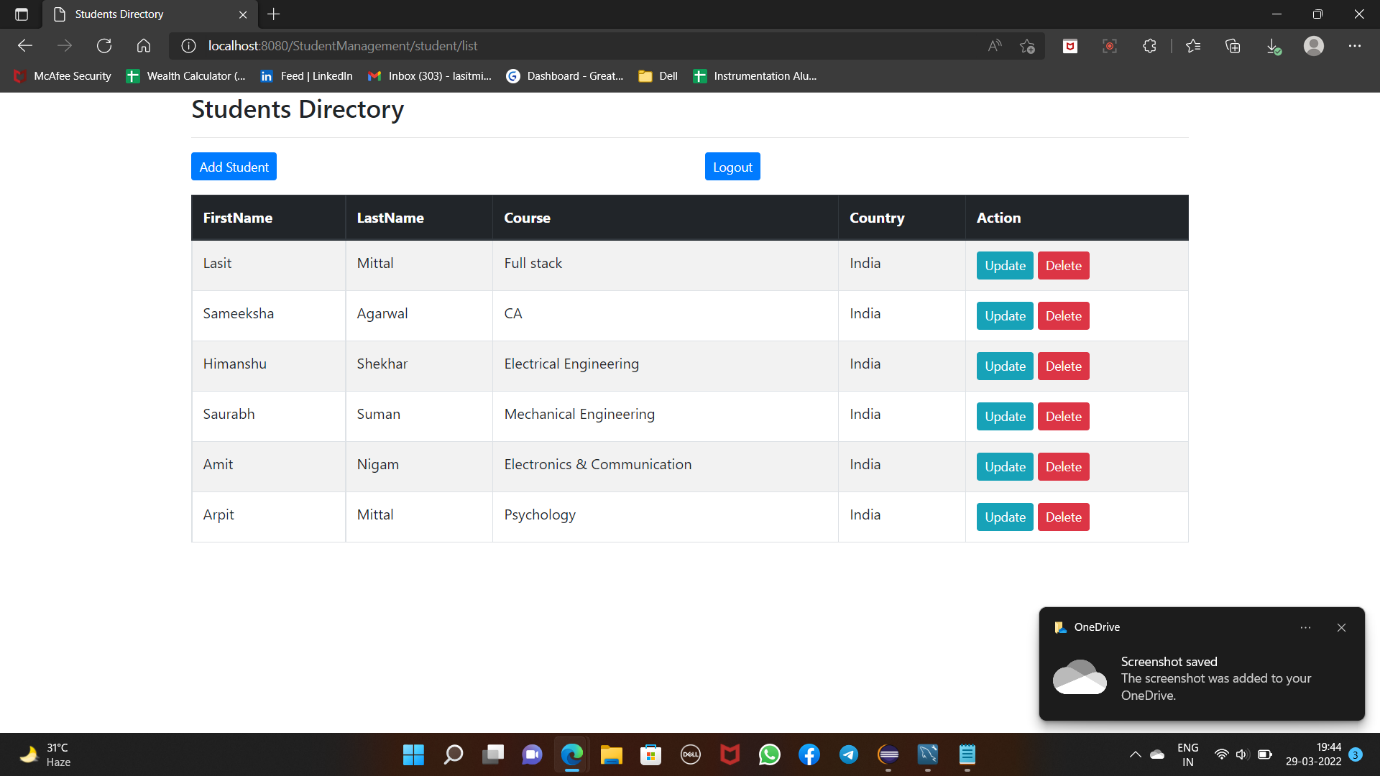 Students Directory
localhost:8080/StudentManagement/student/list
McAfee Security
Wealth Calculator (...
Feed | LinkedIn
Inbox (303) - lasitmi...
Dashboard - Great...
Dell
Instrumentation Alu...
Students Directory
Add Student
Logout
FirstName LastName Course Country Action
Lasit Mittal Full stack India Update Delete
Sameeksha Agarwal CA India Update Delete
Himanshu Shekhar Electrical Engineering India Update Delete
Saurabh Suman Mechanical Engineering India Update Delete
Amit Nigam Electronics & Communication India Update Delete
Arpit Mittal Psychology India Update Delete
OneDrive
Screenshot saved
The screenshot was added to your
OneDrive.
31°C
Haze
DELL
ENG
IN
19:44
29-03-2022
3